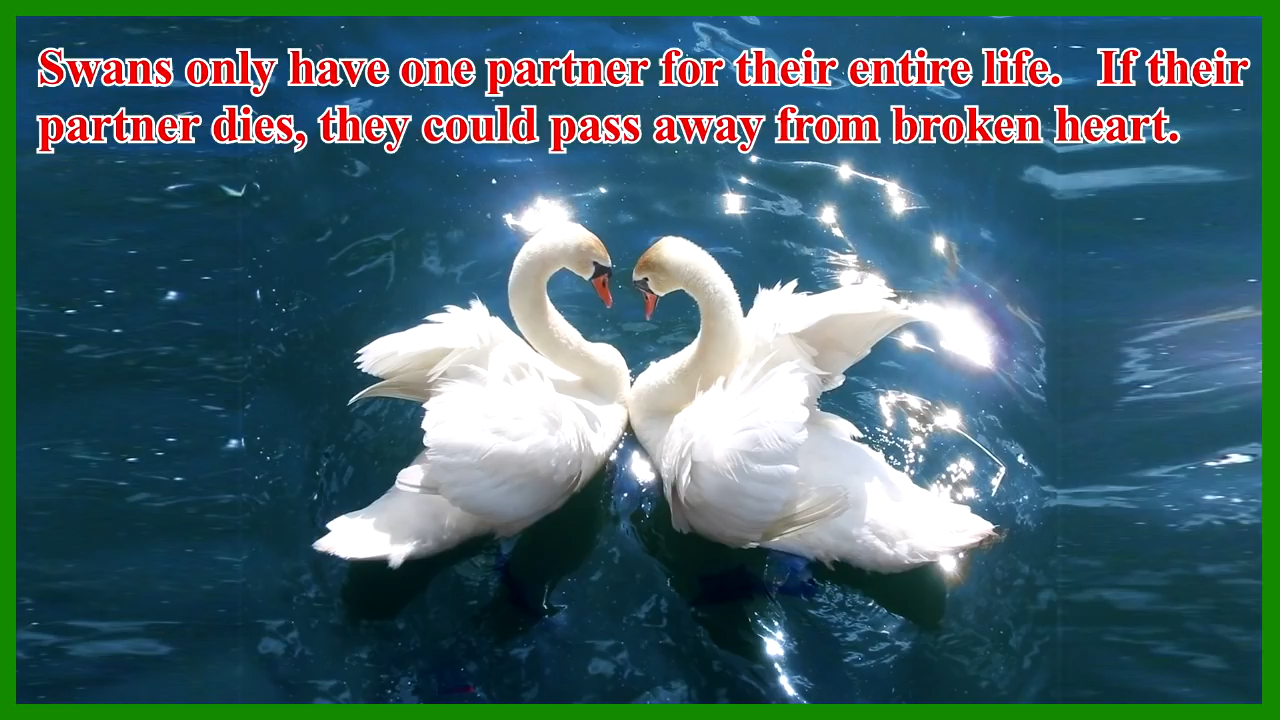 Swans only have one partner for their entire life.   If their
partner dies, they could pass away from broken heart.